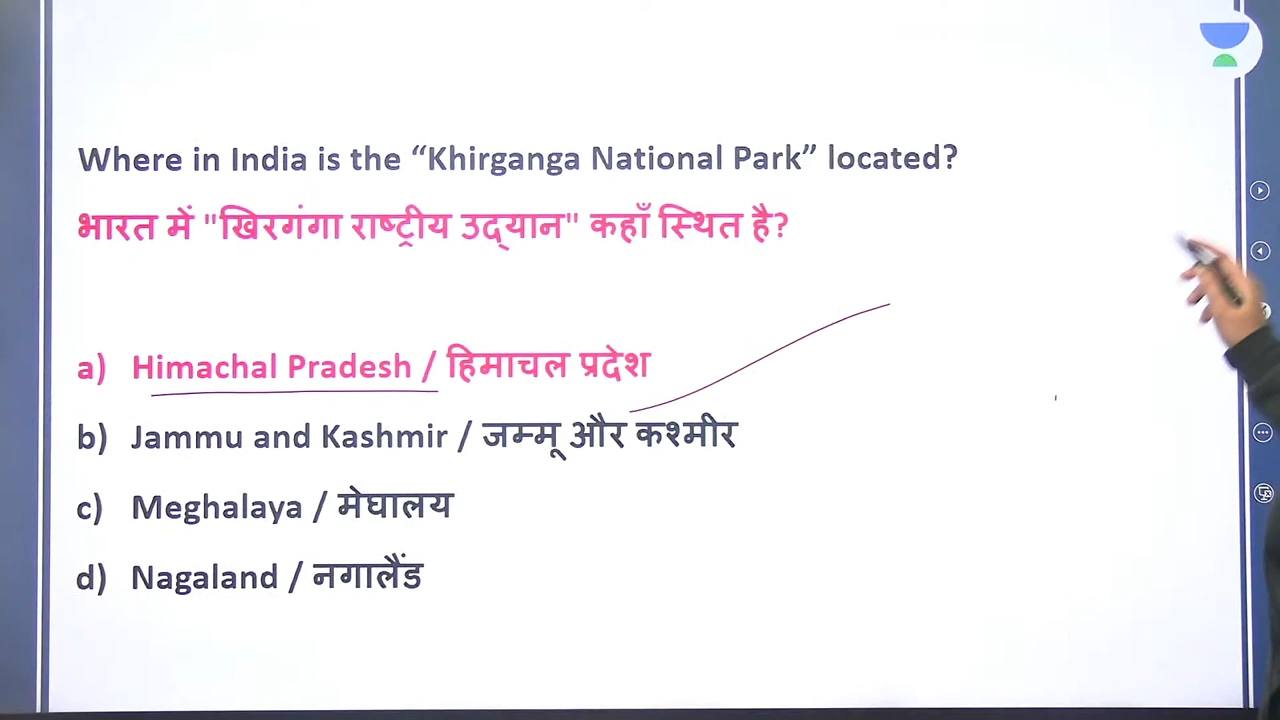 Where in India is the “Khirganga National Park” located?
भारत में "खिरगंगा राष्ट्रीय उद्यान" कहाँ स्थित है?
a) Himachal Pradesh / हिमाचल प्रदेश
b) Jammu and Kashmir / जम्मू और कश्मीर
c) Meghalaya / मेघालय
d) Nagaland / नगालैंड